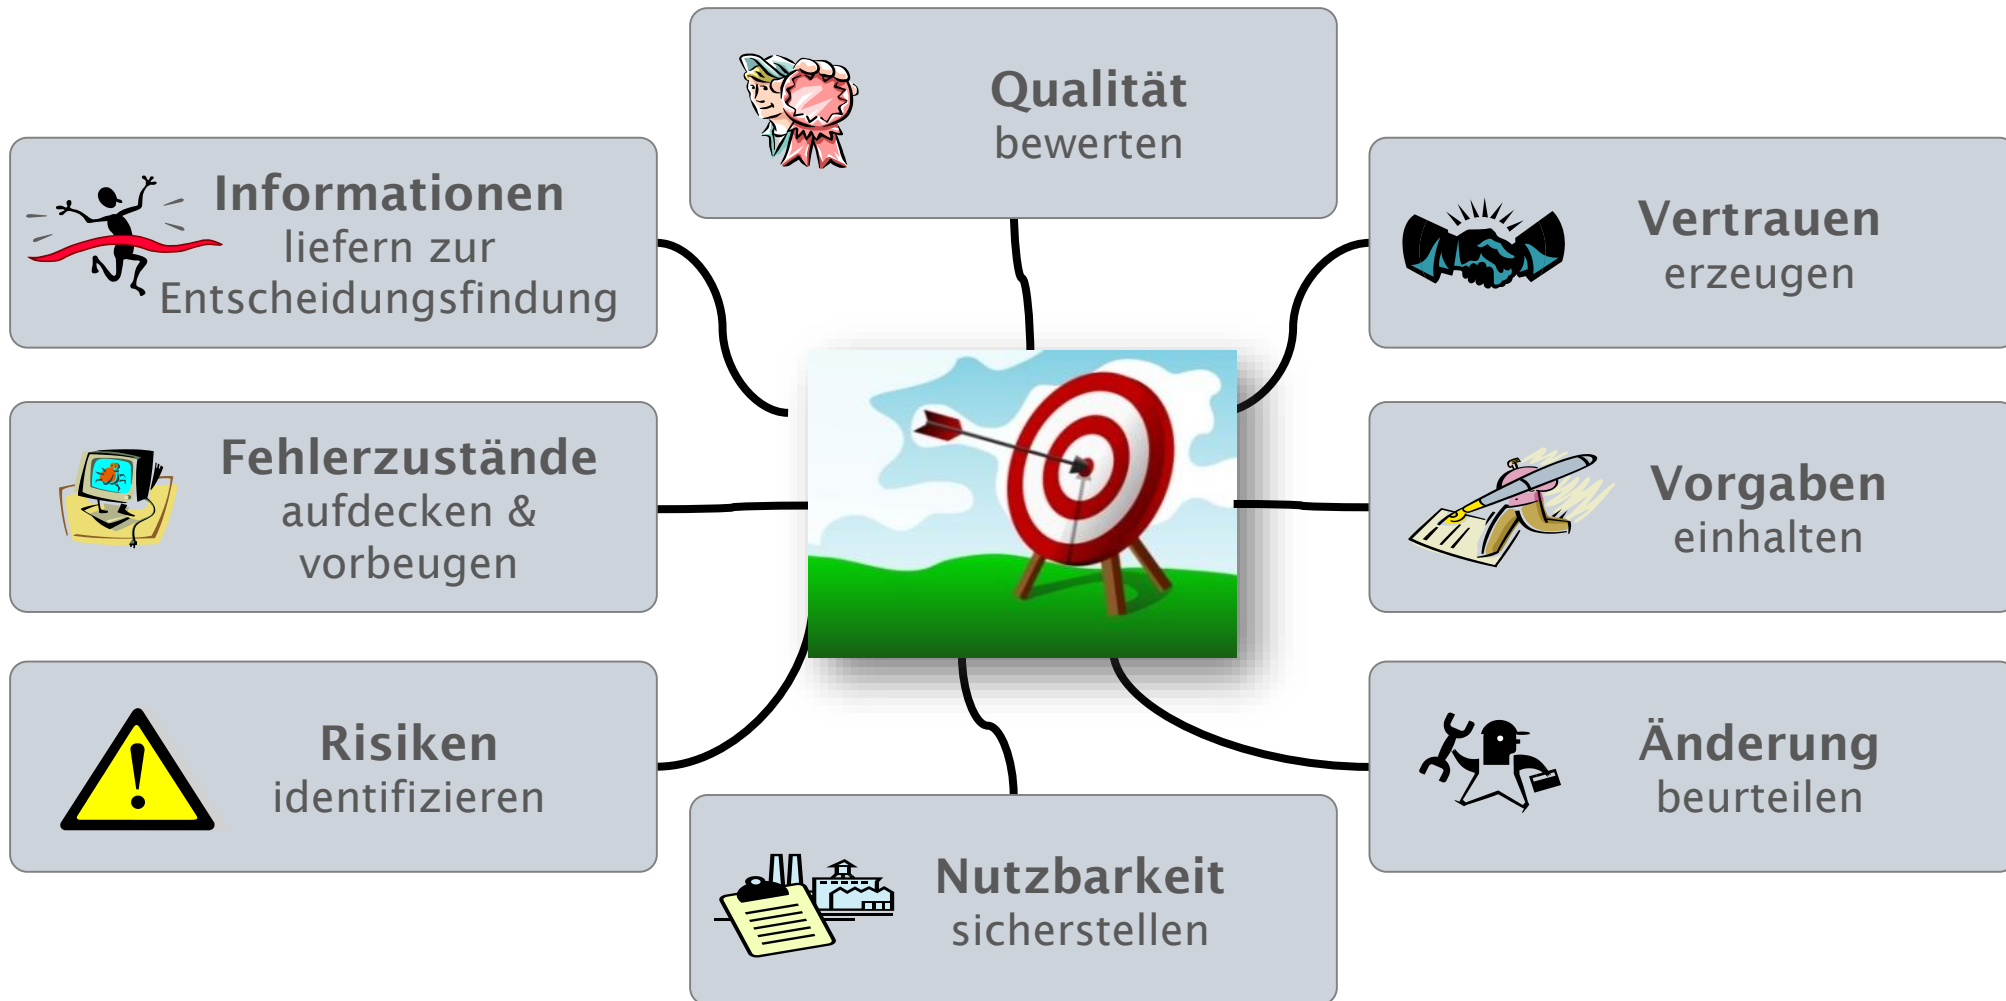 Qualität
bewerten
Informationen
liefern zur
Entscheidungsfindung
Vertrauen
erzeugen
Fehlerzustände
aufdecken &
vorbeugen
Vorgaben
einhalten
Risiken
identifizieren
Änderung
beurteilen
Nutzbarkeit
sicherstellen